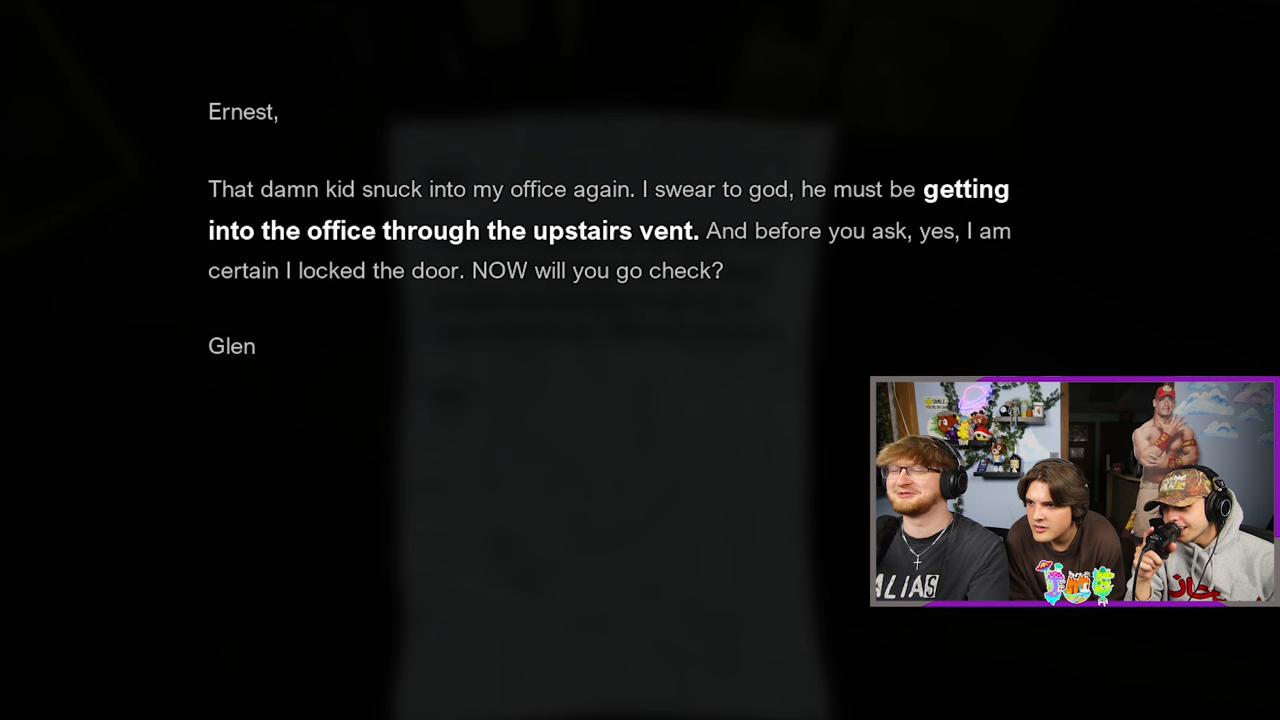 Ernest,
That damn kid snuck into my office again. I swear to god, he must be getting
into the office through the upstairs vent. And before you ask, yes, I am
certain I locked the door. NOW will you go check?
Glen
SMILE
ALIAS